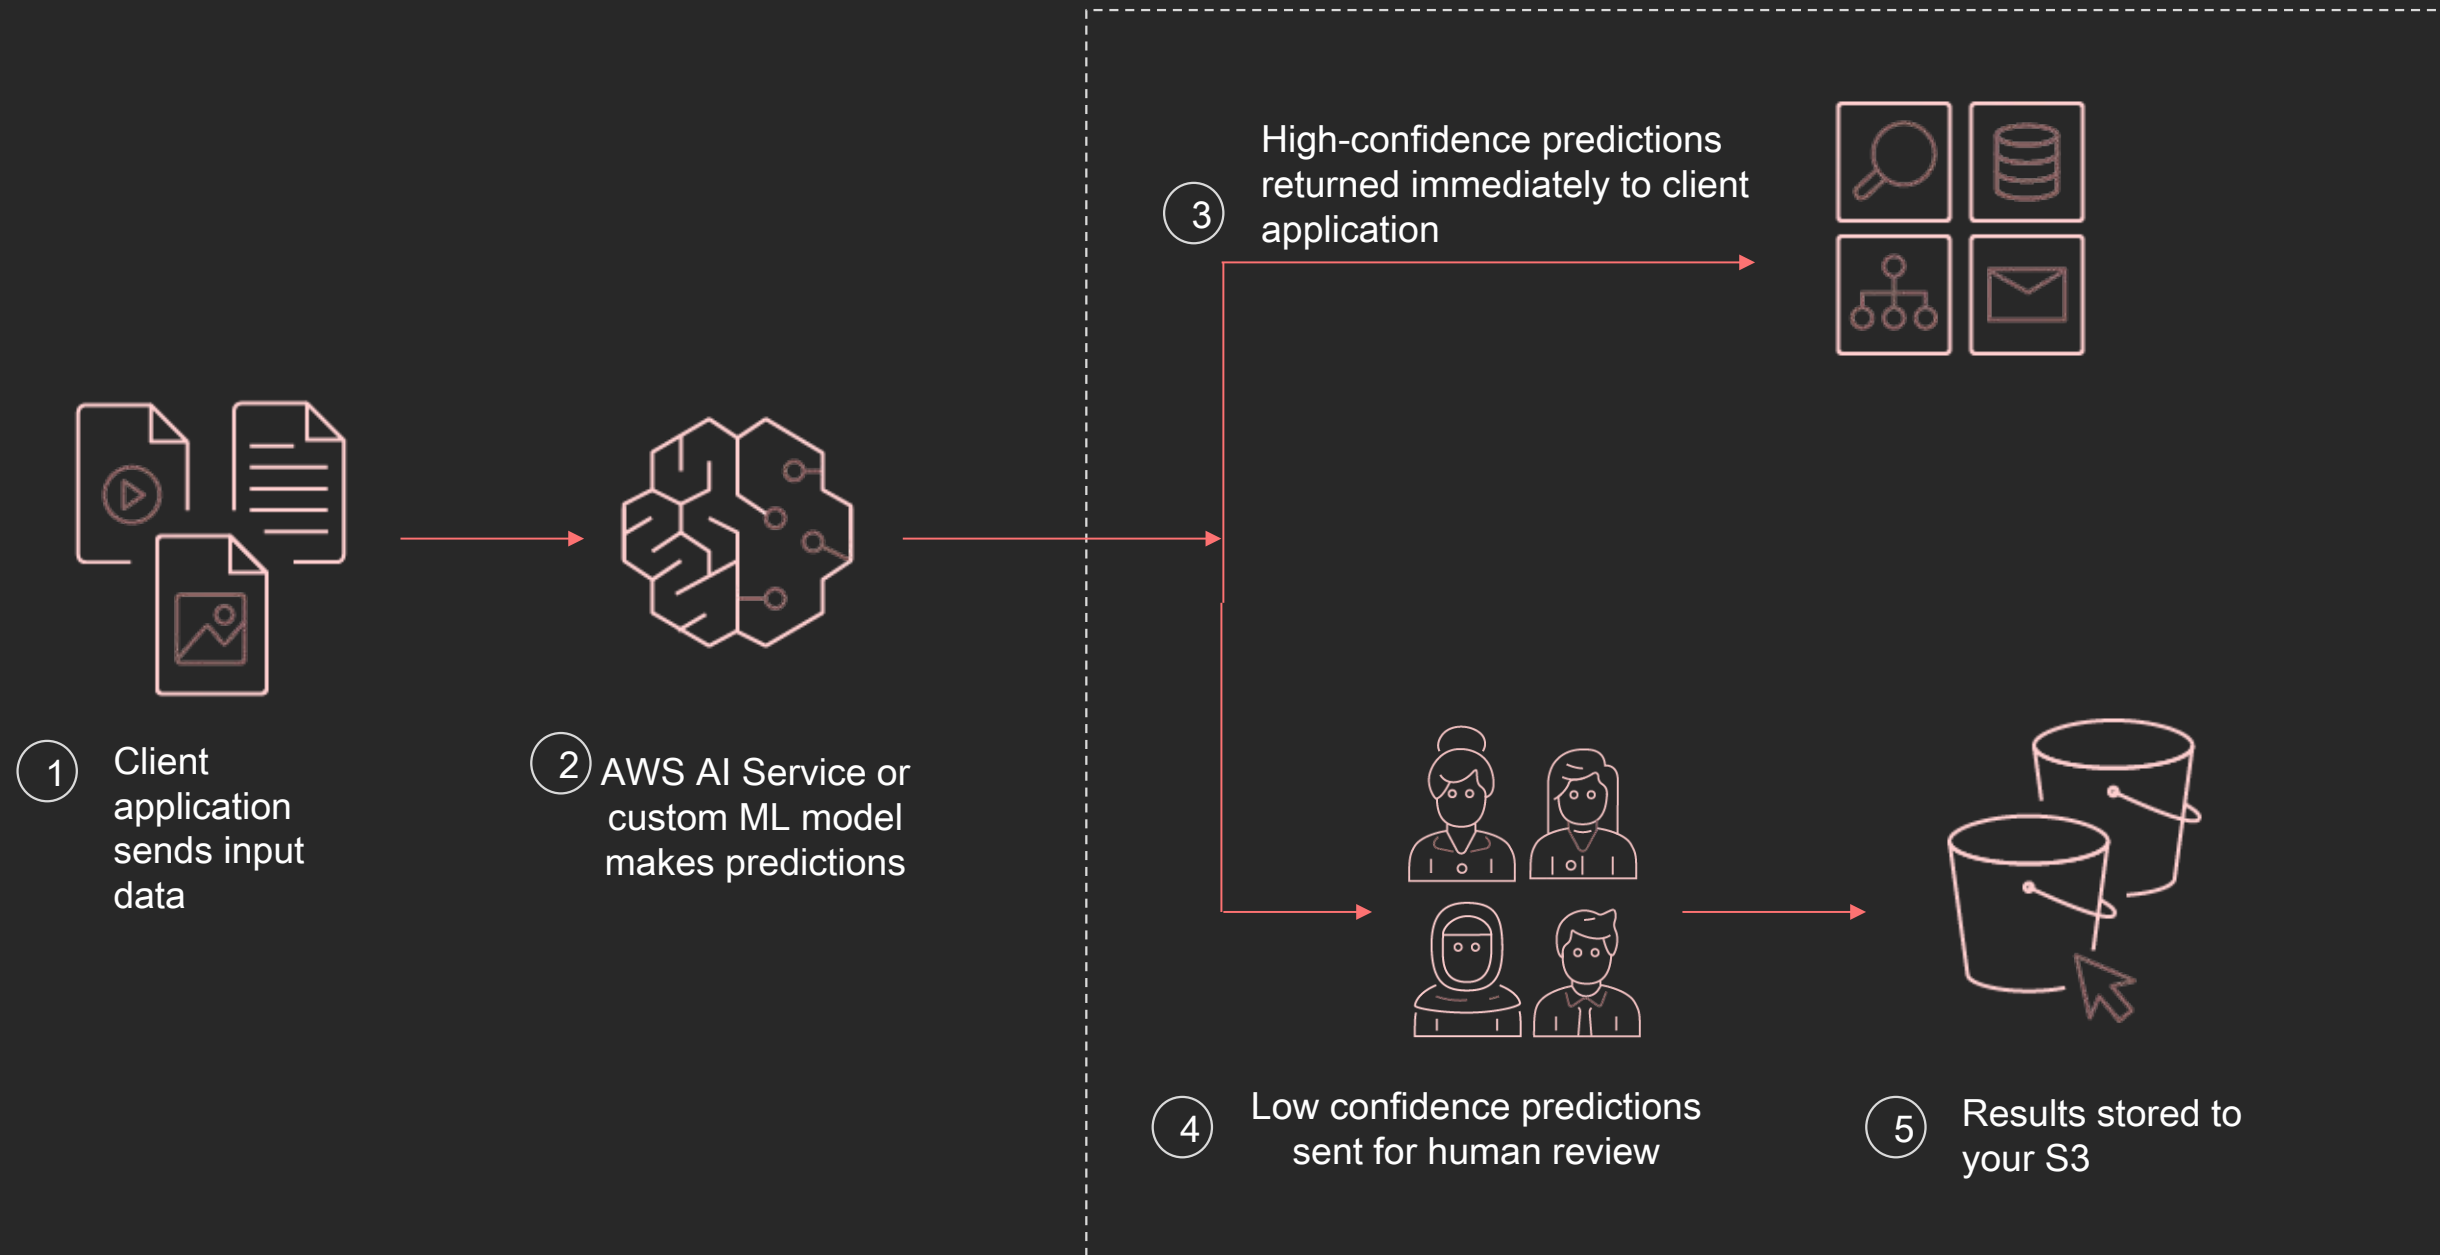 1
Client
application
sends input
data
2
AWS AI Service or
custom ML model
makes predictions
3
High-confidence predictions
returned immediately to client
application
4
Low confidence predictions
sent for human review
5
Results stored to
your S3